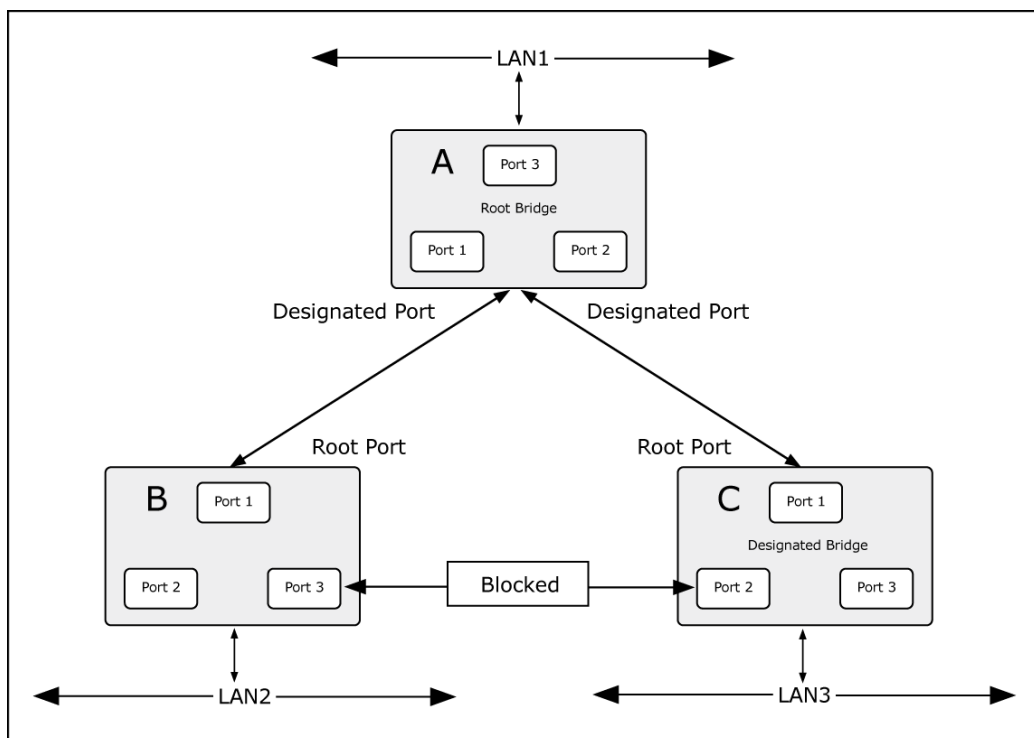 LAN1
A
Port 3
Root Bridge
Port 1
Port 2
Designated Port
Designated Port
Root Port
Root Port
B
Port 1
C
Port 1
Designated Bridge
Port 2
Port 3
Blocked
Port 2
Port 3
LAN2
LAN3